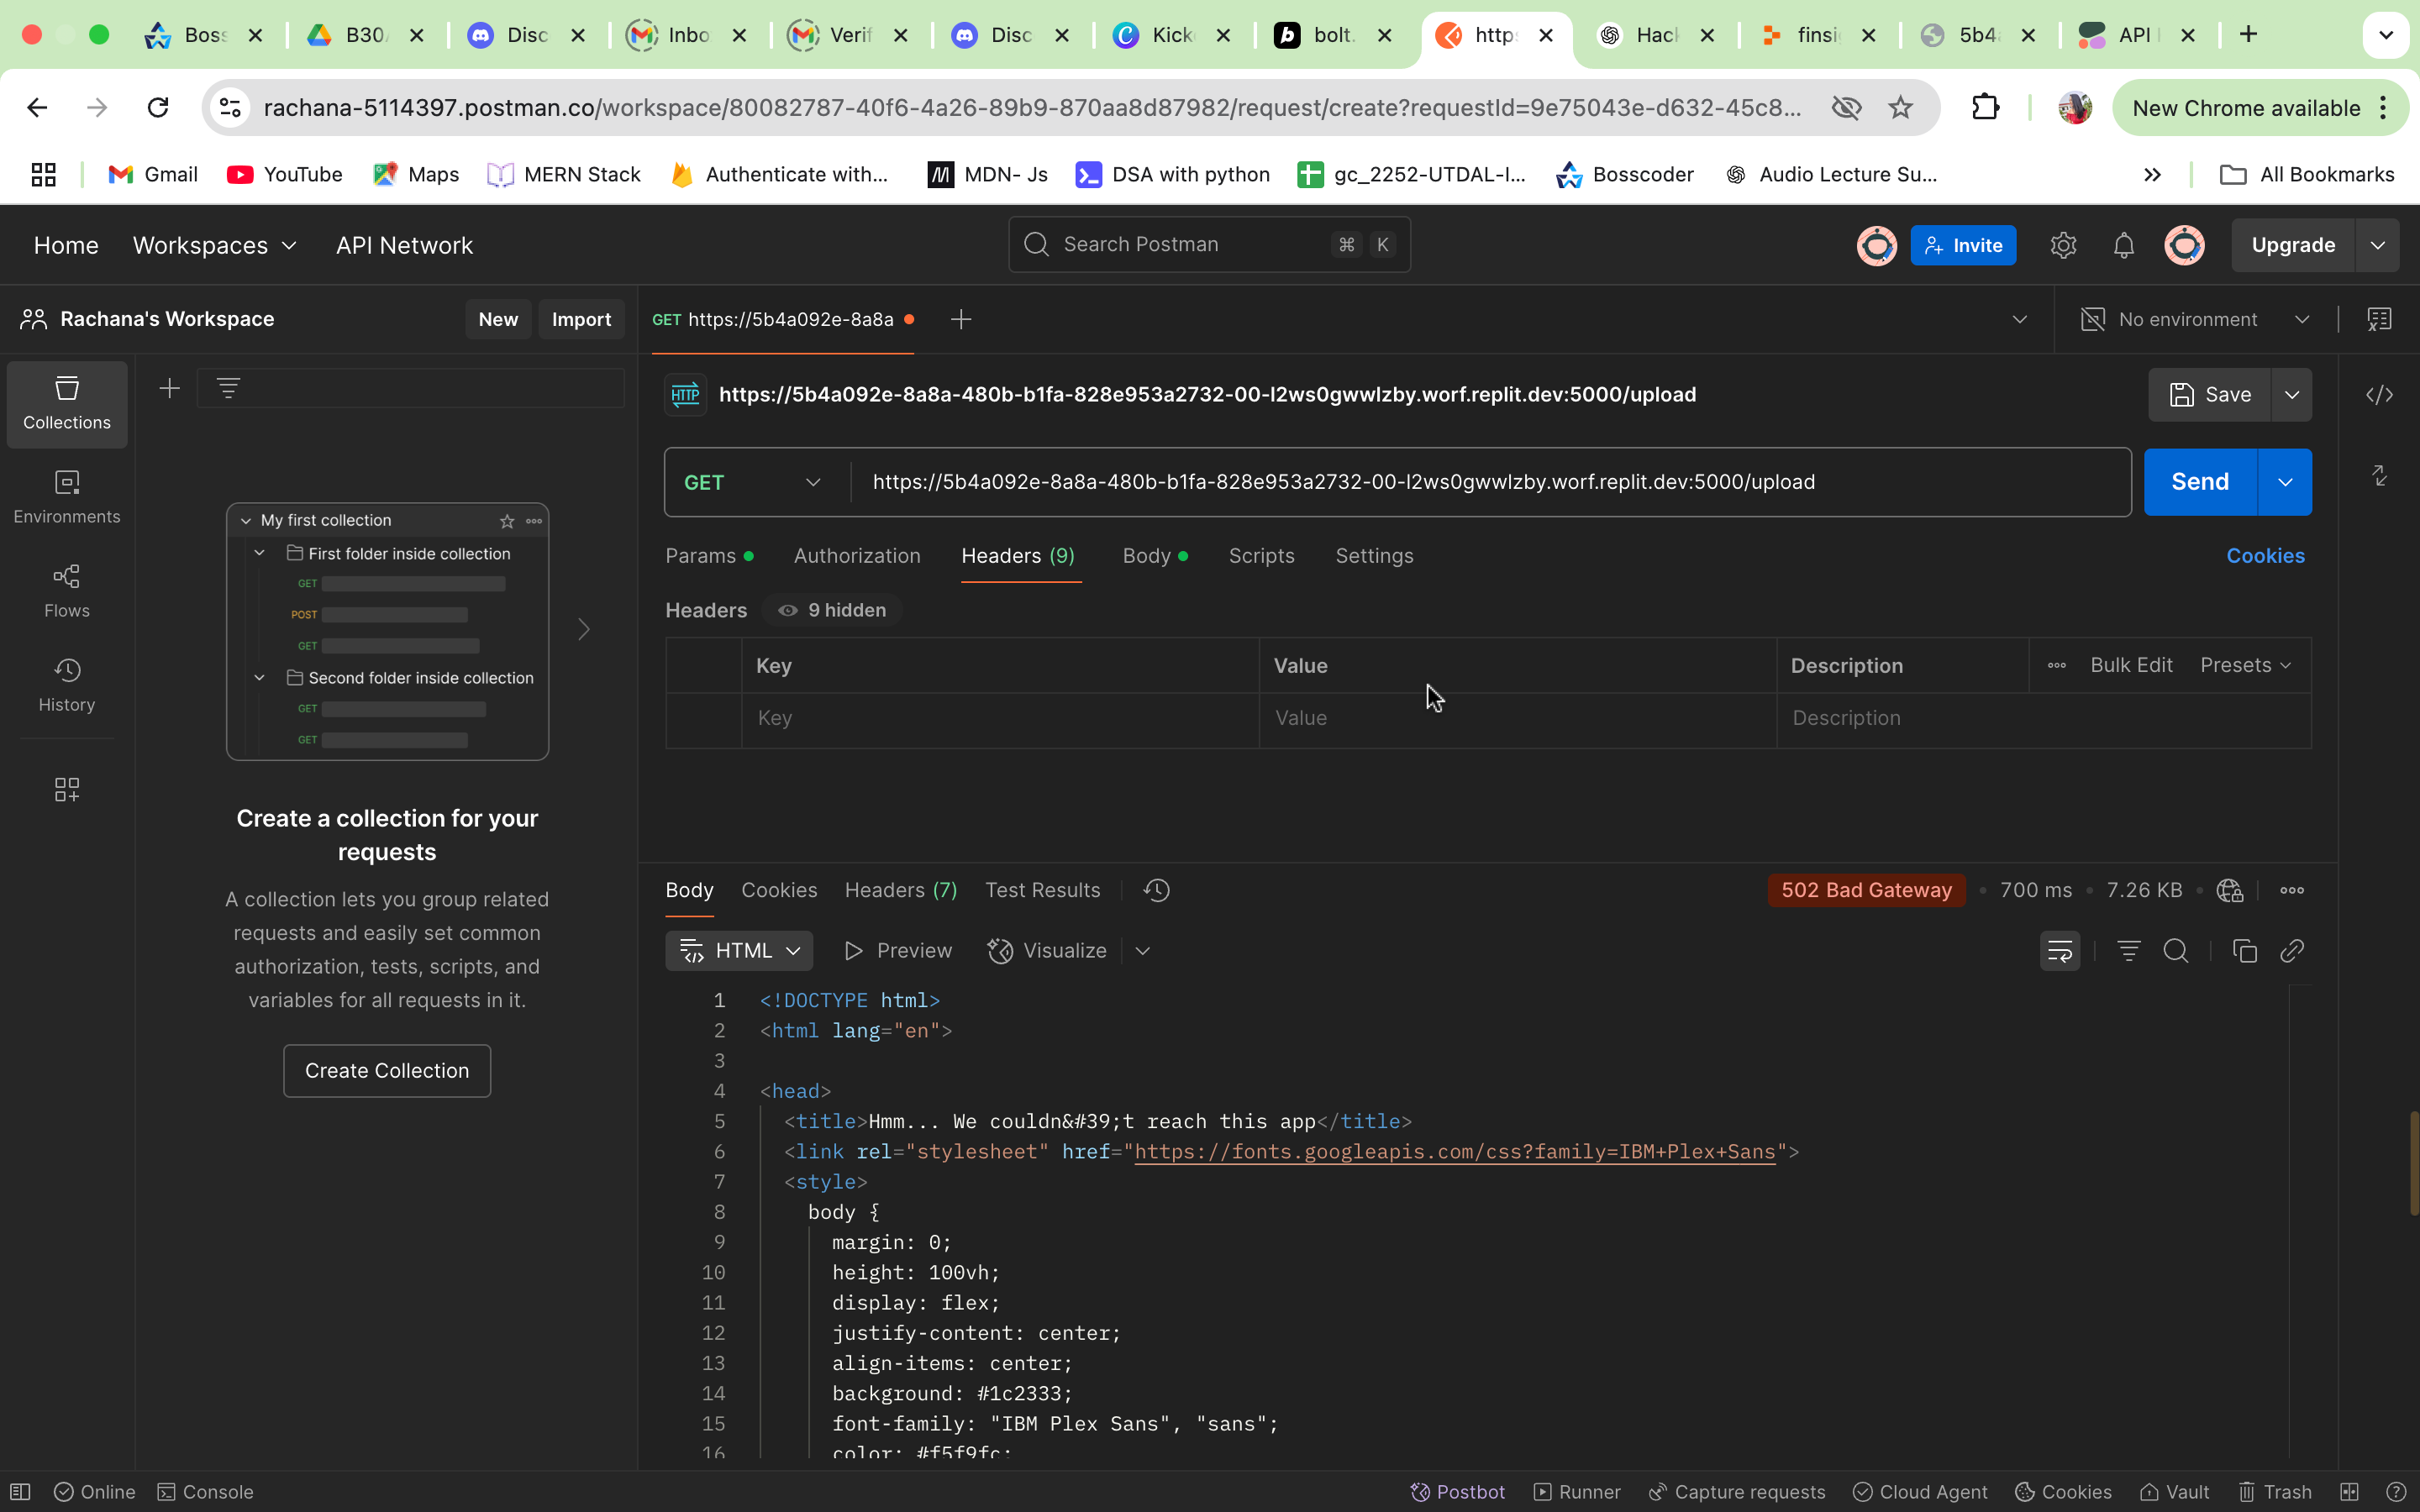 Boss
B30
Disc
Inbo
Verif
Disc
Kick
bolt.
http
Hack
finsi
5b4
API
rachana-5114397.postman.co/workspace/80082787-40f6-4a26-89b9-870aa8d87982/request/create?requestId=9e75043e-d632-45c8...
New Chrome available
Gmail
YouTube
Maps
MERN Stack
Authenticate with...
MDN- Js
DSA with python
gc_2252-UTDAL-I...
Bosscoder
Audio Lecture Su...
All Bookmarks
Home
Workspaces
API Network
Search Postman
⌘ K
Invite
Upgrade
Rachana's Workspace
New
Import
GET https://5b4a092e-8a8a
No environment
Collections
Environments
Flows
History
My first collection
First folder inside collection
GET
POST
GET
Second folder inside collection
GET
GET
Create a collection for your
requests
A collection lets you group related
requests and easily set common
authorization, tests, scripts, and
variables for all requests in it.
Create Collection
HTTP
https://5b4a092e-8a8a-480b-b1fa-828e953a2732-00-l2ws0gwwlzby.worf.replit.dev:5000/upload
Save
GET
https://5b4a092e-8a8a-480b-b1fa-828e953a2732-00-l2ws0gwwlzby.worf.replit.dev:5000/upload
Send
Params
Authorization
Headers (9)
Body
Scripts
Settings
Cookies
Headers
9 hidden
Key
Value
Description
Bulk Edit
Presets
Key
Value
Description
Body
Cookies
Headers (7)
Test Results
502 Bad Gateway
700 ms
7.26 KB
HTML
Preview
Visualize
1 <!DOCTYPE html>
2 <html lang="en">
3
4 <head>
5 <title>Hmm... We couldn&#39;t reach this app</title>
6 <link rel="stylesheet" href="https://fonts.googleapis.com/css?family=IBM+Plex+Sans">
7 <style>
8 body {
9 margin: 0;
10 height: 100vh;
11 display: flex;
12 justify-content: center;
13 align-items: center;
14 background: #1c2333;
15 font-family: "IBM Plex Sans", "sans";
16 color: #f5f9fc;
Online
Console
Postbot
Runner
Capture requests
Cloud Agent
Cookies
Vault
Trash